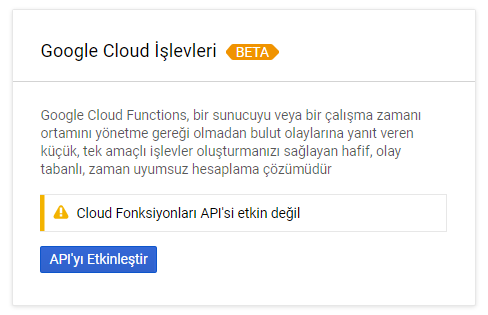 Google Cloud İşlevleri BETA
Google Cloud Functions, bir sunucuyu veya bir çalışma zamanı
ortamını yönetme gereği olmadan bulut olaylarına yanıt veren
küçük, tek amaçlı işlevler oluşturmanızı sağlayan hafif, olay
tabanlı, zaman uyumsuz hesaplama çözümüdür
Cloud Fonksiyonları API'si etkin değil
API'yı Etkinleştir